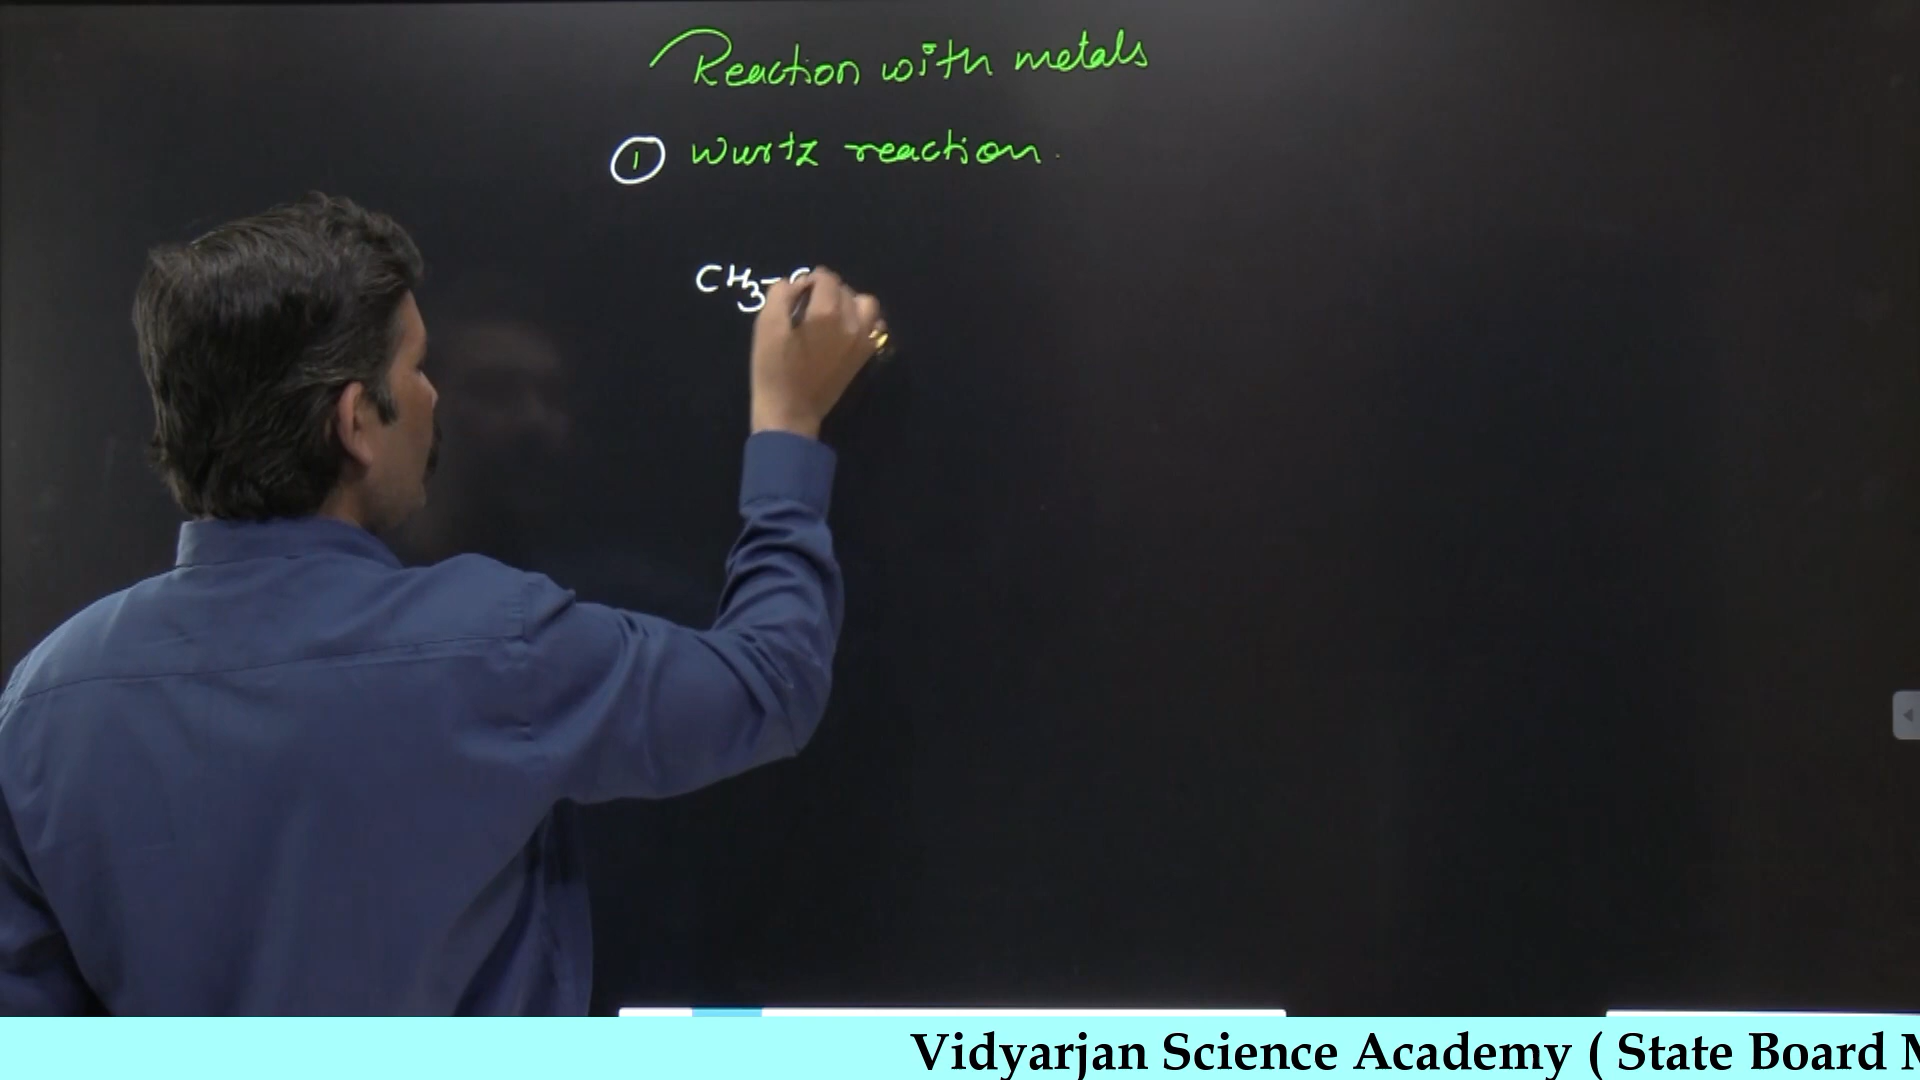 Reaction with metals
① Wurtz reaction.
CH₃-
Vidyarjan Science Academy ( State Board